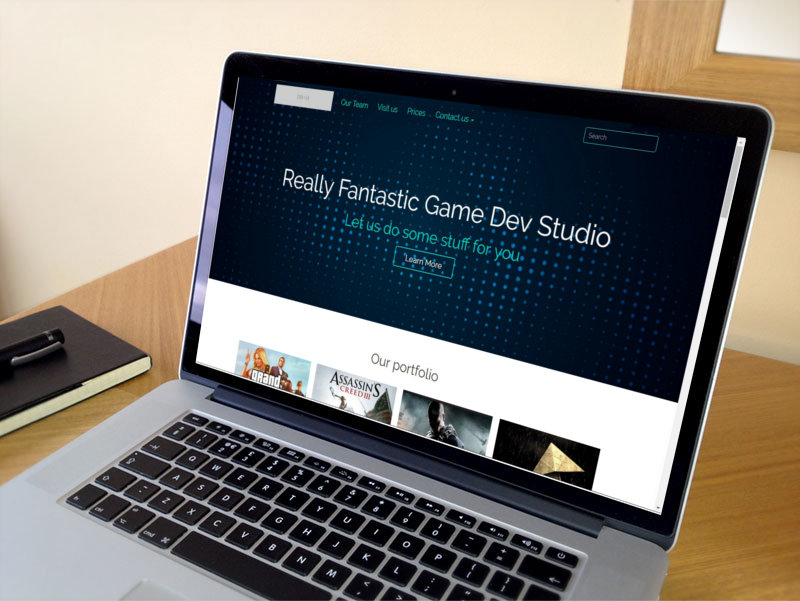 Our Team Visit us Prices Contact us
Search
Really Fantastic Game Dev Studio
Let us do some stuff for you
Learn More
Our portfolio
GRAND
ASSASSIN'S
CREED III
Q W E R T Y U I O P
A S D F G H J K L
Z X C V B N M